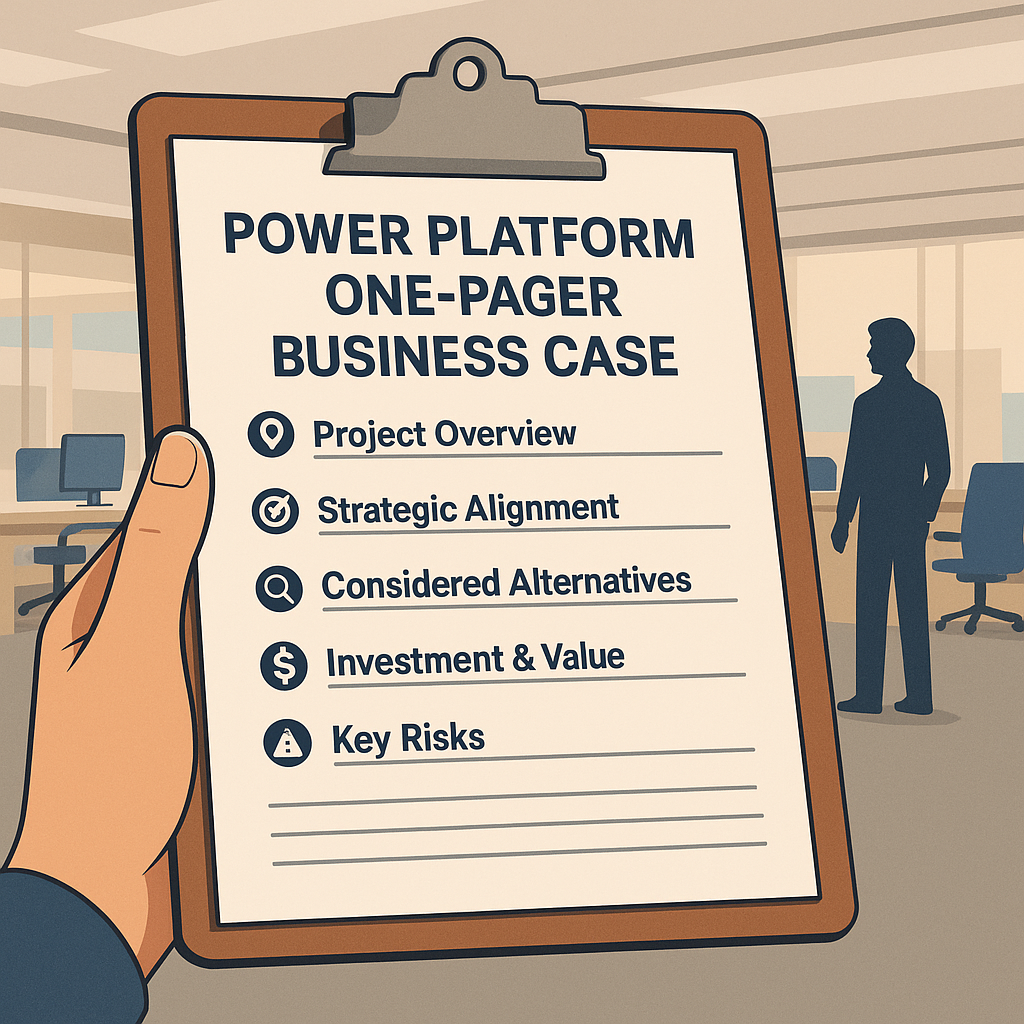 POWER PLATFORM
ONE-PAGER
BUSINESS CASE
Project Overview
Strategic Alignment
Considered Alternatives
$ Investment & Value
Key Risks